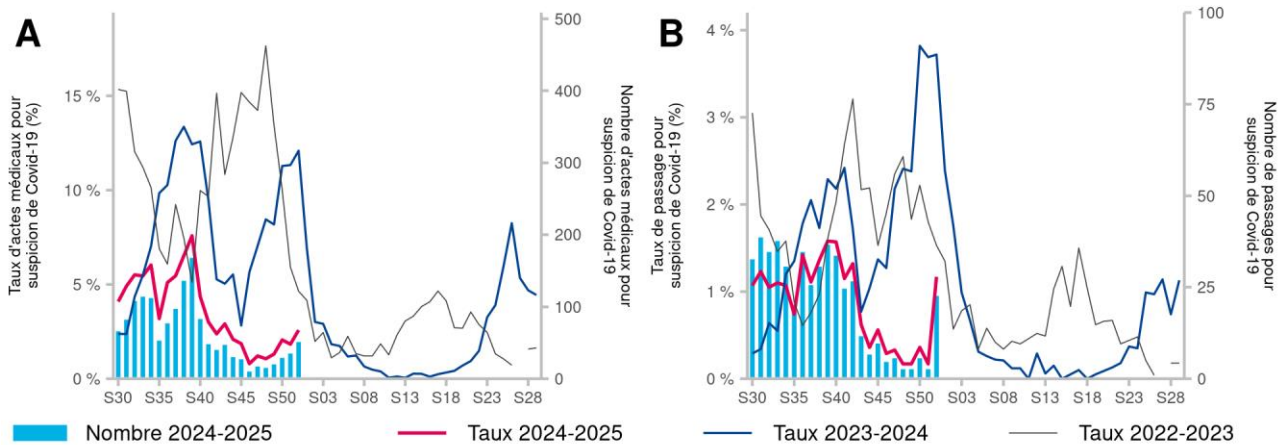 A
Taux d'actes médicaux pour
suspicion de Covid-19 (%)
15 %
10 %
5 %
0 %
500
400
300
200
100
0
Nombre d'actes médicaux pour
suspicion de Covid-19
S30 S35 S40 S45 S50 S03 S08 S13 S18 S23 S28
B
Taux de passage pour
suspicion de Covid-19 (%)
4 %
3 %
2 %
1 %
0 %
100
75
50
25
0
Nombre de passages pour
suspicion de Covid-19
S30 S35 S40 S45 S50 S03 S08 S13 S18 S23 S28
Nombre 2024-2025 Taux 2024-2025 Taux 2023-2024 Taux 2022-2023